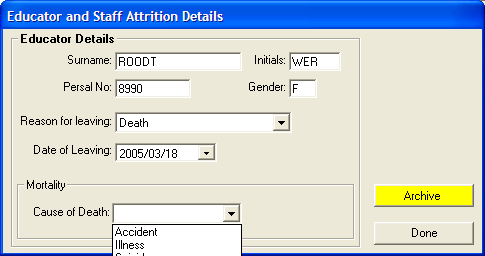 Educator and Staff Attrition Details
Educator Details
Surname: ROODT Initials: WER
Persal No: 8990 Gender: F
Reason for leaving: Death
Date of Leaving: 2005/03/18
Mortality
Archive
Cause of Death:
Accident
Done
Illness